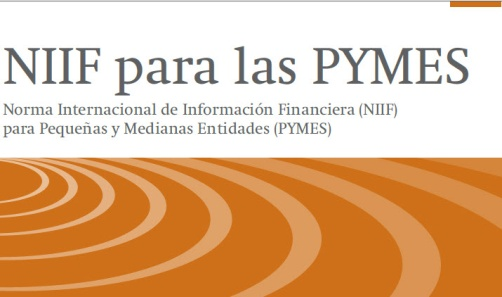 NIIF para las PYMES
Norma Internacional de Información Financiera (NIIF)
para Pequeñas y Medianas Entidades (PYMES)